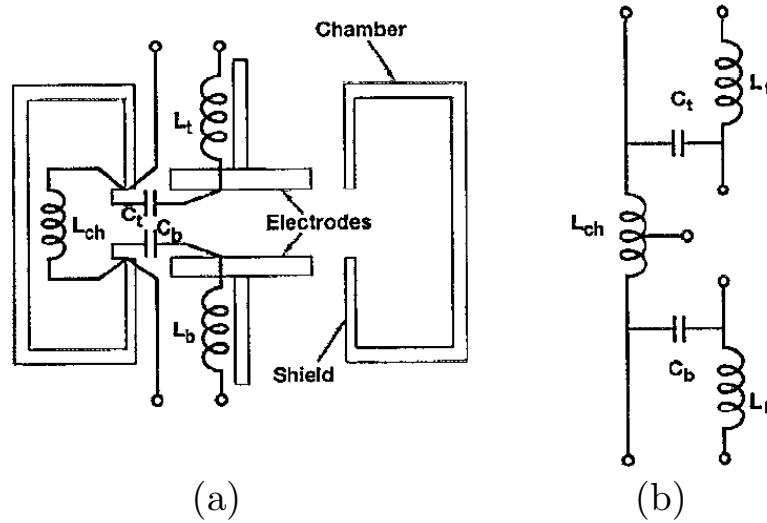 Chamber
L_t
C_t
C_b
L_ch
Electrodes
L_b
Shield
(a)
C_t
L_ch
C_b
(b)